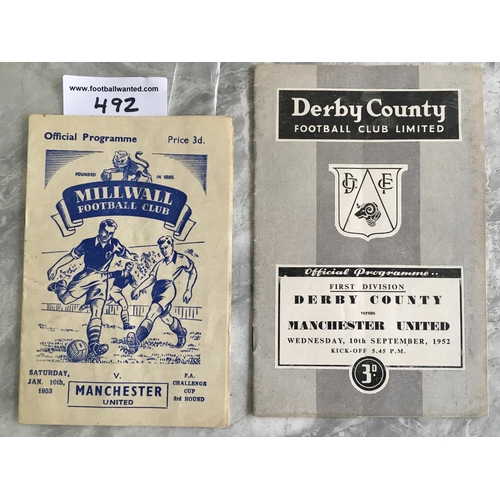 www.footballwanted.com
492
Official Programme Price 3d.
FOUNDED IN 1885
MILLWALL
FOOTBALL CLUB
SATURDAY,
JAN. 10th,
1953
V.
MANCHESTER
UNITED
F.A.
CHALLENGE
CUP
3rd ROUND
Derby County
FOOTBALL CLUB LIMITED
D C F C
Official Programme..
FIRST DIVISION
DERBY COUNTY
VERSUS
MANCHESTER UNITED
WEDNESDAY, 10th SEPTEMBER, 1952
KICK-OFF 5.45 P.M.
3D